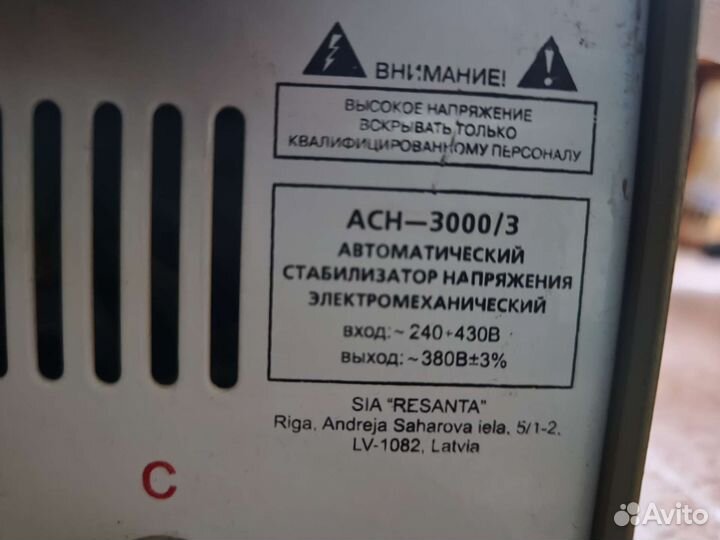 ВНИМАНИЕ!
ВЫСОКОЕ НАПРЯЖЕНИЕ
ВСКРЫВАТЬ ТОЛЬКО
КВАЛИФИЦИРОВАННОМУ ПЕРСОНАЛУ
АСН—3000/3
АВТОМАТИЧЕСКИЙ
СТАБИЛИЗАТОР НАПРЯЖЕНИЯ
ЭЛЕКТРОМЕХАНИЧЕСКИЙ
ВХОД: ~ 240÷430В
ВЫХОД: ~380В±3%
SIA "RESANTA"
Riga, Andreja Saharova iela, 5/1-2,
LV-1082, Latvia
С
Avito